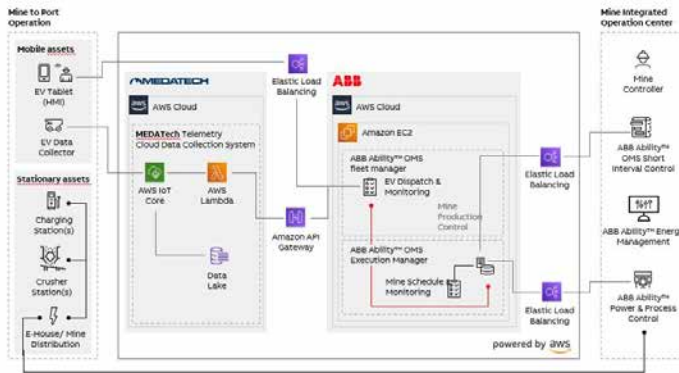 Mine to Port
Operation
Mobile assets
EV Tablet
(HMI)
EV Data
Collector
Stationary assets
Charging
Station(s)
Crusher
Station(s)
E-House/ Mine
Distribution
MEDATECH
aws
AWS Cloud
MEDATech Telemetry
Cloud Data Collection System
AWS IoT
Core
AWS
Lambda
Data
Lake
Elastic Load
Balancing
Amazon API
Gateway
ABB
aws
AWS Cloud
Amazon EC2
ABB Ability™ OMS
fleet manager
EV Dispatch &
Monitoring
Mine
Production
Control
ABB Ability™ OMS
Execution Manager
Mine Schedule &
Monitoring
Elastic Load
Balancing
Elastic Load
Balancing
powered by aws
Mine Integrated
Operation Center
Mine
Controller
ABB Ability™
OMS Short
Interval Control
ABB Ability™ Energy
Management
ABB Ability™
Power & Process
Control